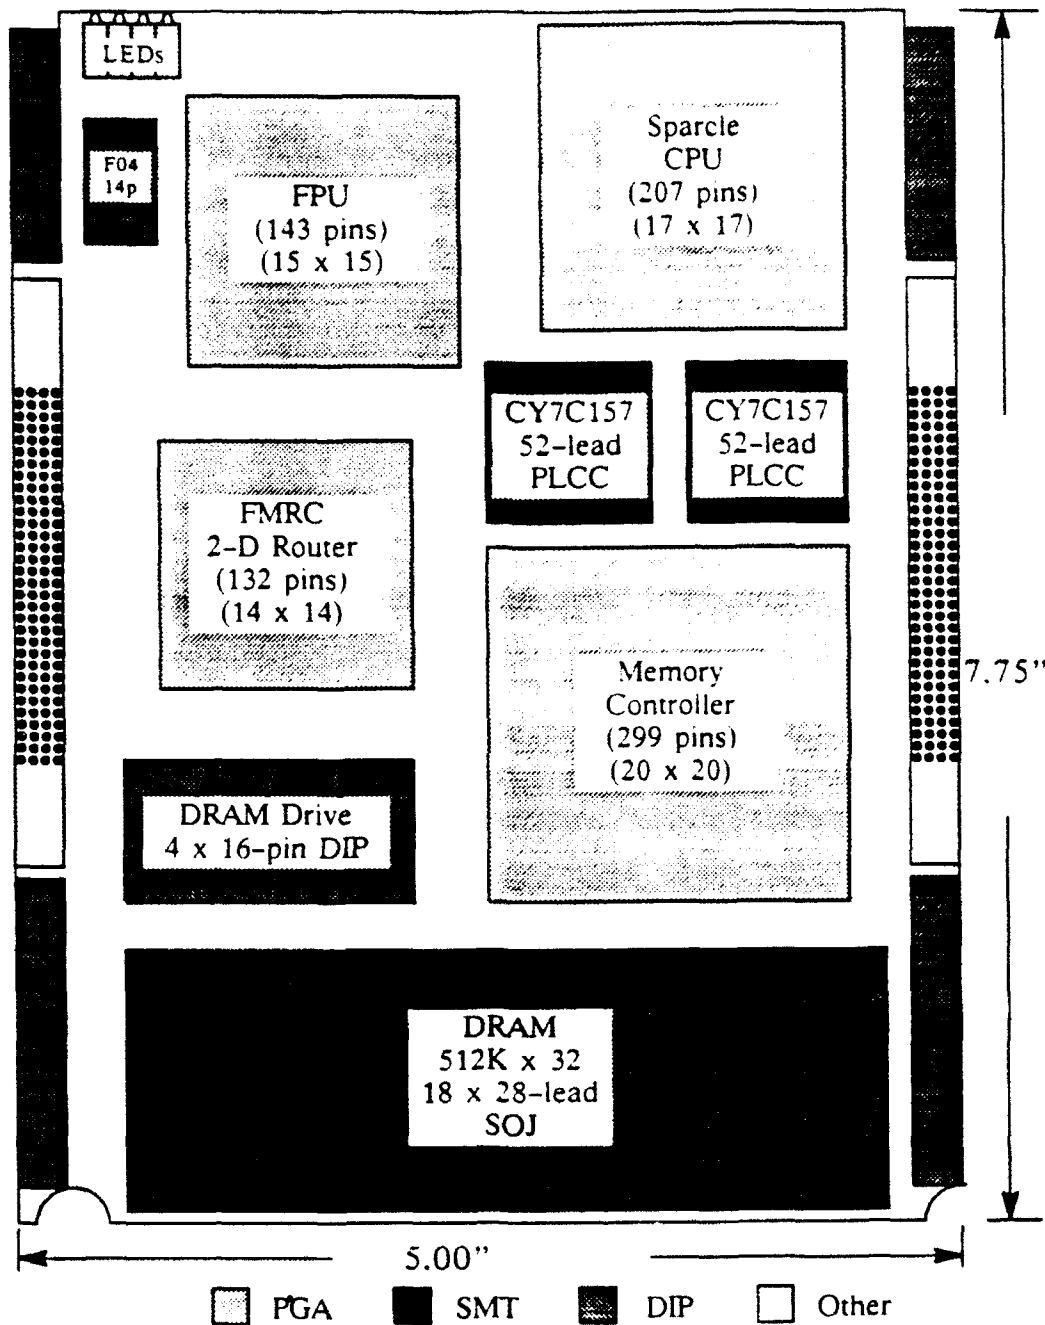 LEDs
F04
14p
FPU
(143 pins)
(15 x 15)
Sparcle
CPU
(207 pins)
(17 x 17)
CY7C157
52-lead
PLCC
CY7C157
52-lead
PLCC
FMRC
2-D Router
(132 pins)
(14 x 14)
Memory
Controller
(299 pins)
(20 x 20)
7.75"
DRAM Drive
4 x 16-pin DIP
DRAM
512K x 32
18 x 28-lead
SOJ
5.00"
PGA
SMT
DIP
Other